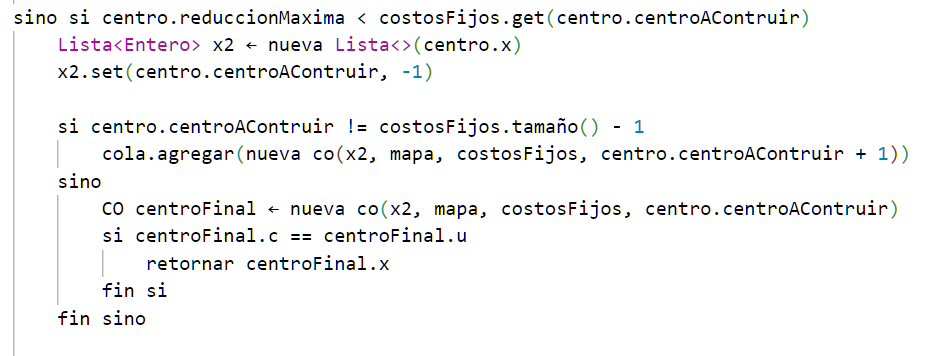 sino si centro.reduccionMaxima < costosFijos.get(centro.centroAContruir)
Lista<Entero> x2 ← nueva Lista<>(centro.x)
x2.set(centro.centroAContruir, -1)
si centro.centroAContruir != costosFijos.tamaño() - 1
cola.agregar(nueva co(x2, mapa, costosFijos, centro.centroAContruir + 1))
sino
CO centroFinal ← nueva co(x2, mapa, costosFijos, centro.centroAContruir)
si centroFinal.c == centroFinal.u
retornar centroFinal.x
fin si
fin sino